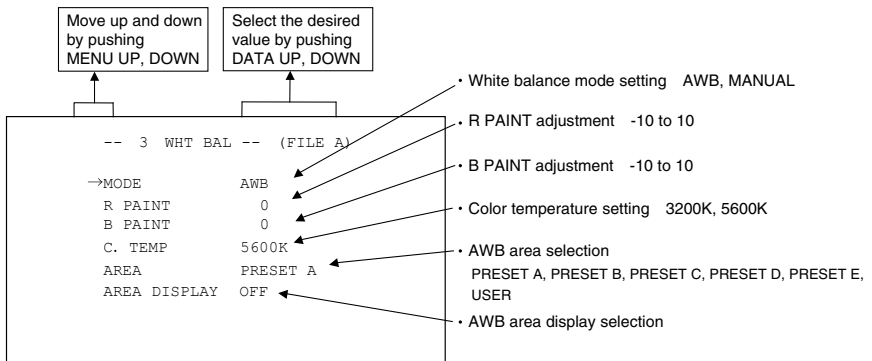 Move up and down
by pushing
MENU UP, DOWN
Select the desired
value by pushing
DATA UP, DOWN
• White balance mode setting AWB, MANUAL
• R PAINT adjustment -10 to 10
• B PAINT adjustment -10 to 10
• Color temperature setting 3200K, 5600K
• AWB area selection
PRESET A, PRESET B, PRESET C, PRESET D, PRESET E,
USER
• AWB area display selection
-- 3 WHT BAL -- (FILE A)
→MODE AWB
R PAINT 0
B PAINT 0
C. TEMP 5600K
AREA PRESET A
AREA DISPLAY OFF